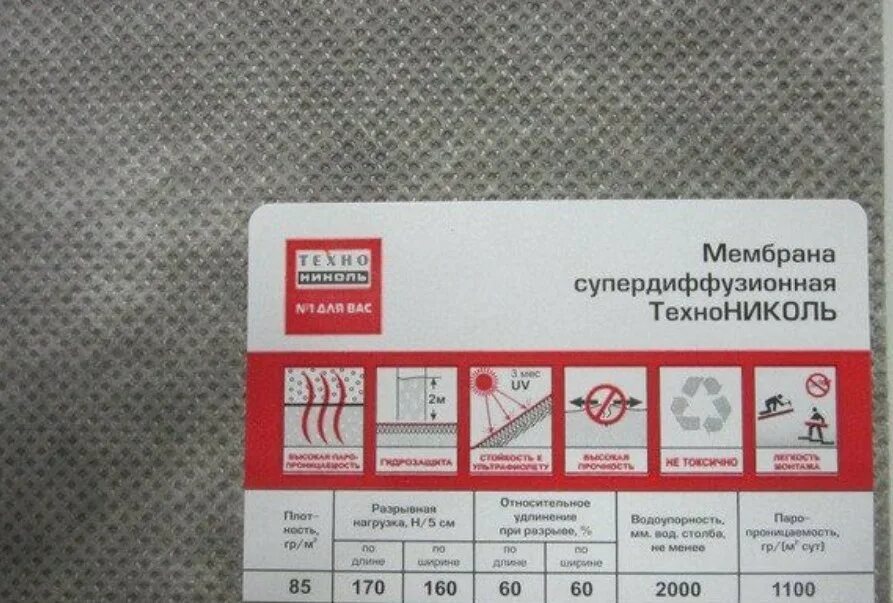 ТЕХНО
НИКОЛЬ
№1 ДЛЯ ВАС
Мембрана
супердиффузионная
ТехноНИКОЛЬ
ВЫСОКАЯ ПАРО-
ПРОНИЦАЕМОСТЬ
2м
ГИДРОЗАЩИТА
3 мес
UV
СТОЙКОСТЬ К
УЛЬТРАФИОЛЕТУ
ВЫСОКАЯ
ПРОЧНОСТЬ
НЕ ТОКСИЧНО
ЛЕГКОСТЬ
МОНТАЖА
Плот-
ность,
гр/м²
Разрывная
нагрузка, Н/5 см
по
длине
по
ширине
Относительное
удлинение
при разрыве, %
по
длине
по
ширине
Водоупорность,
мм. вод. столба,
не менее
Паро-
проницаемость,
гр/(м² сут)
85 170 160 60 60 2000 1100